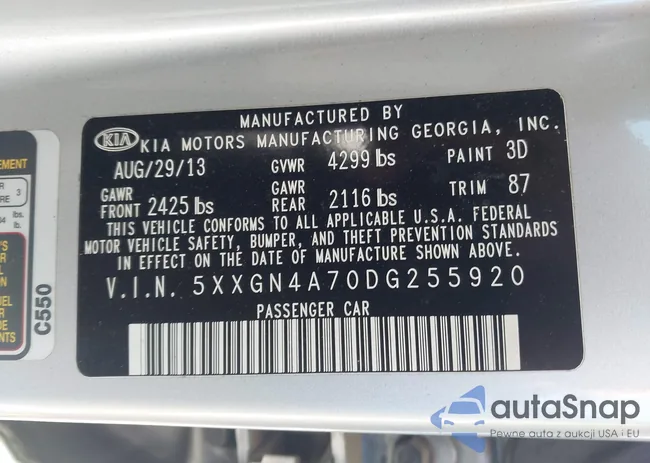 MANUFACTURED BY
KIA KIA MOTORS MANUFACTURING GEORGIA, INC.
AUG/29/13 GVWR 4299 lbs PAINT 3D
GAWR FRONT 2425 lbs GAWR REAR 2116 lbs TRIM 87
THIS VEHICLE CONFORMS TO ALL APPLICABLE U.S.A. FEDERAL
MOTOR VEHICLE SAFETY, BUMPER, AND THEFT PREVENTION STANDARDS
IN EFFECT ON THE DATE OF MANUFACTURE SHOWN ABOVE.
V.I.N. 5XXGN4A70DG255920
PASSENGER CAR
C550
autaSnap
Pewne auta z aukcji USA i EU